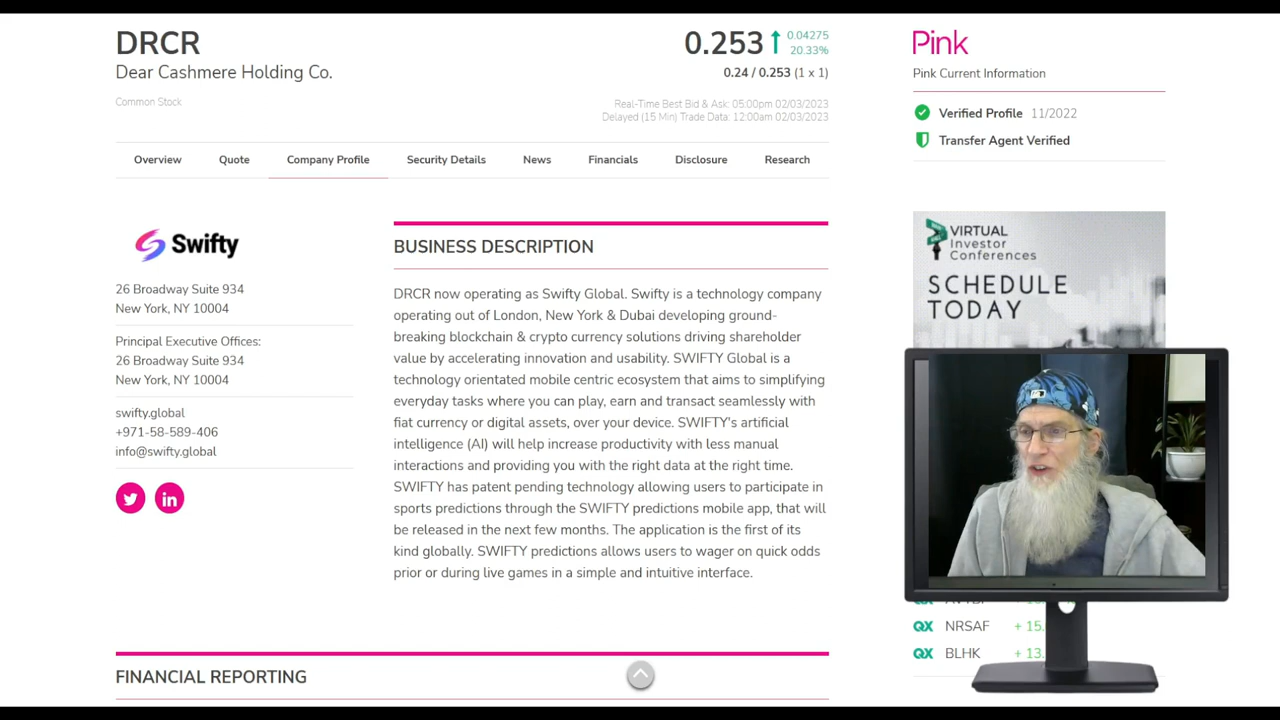 DRCR
Dear Cashmere Holding Co.
Common Stock
0.253
0.04275
20.33%
0.24 / 0.253 (1 x 1)
Real-Time Best Bid & Ask: 05:00pm 02/03/2023
Delayed (15 Min) Trade Data: 12:00am 02/03/2023
Overview Quote Company Profile Security Details News Financials Disclosure Research
Swifty
26 Broadway Suite 934
New York, NY 10004
Principal Executive Offices:
26 Broadway Suite 934
New York, NY 10004
swifty.global
+971-58-589-406
info@swifty.global
BUSINESS DESCRIPTION
DRCR now operating as Swifty Global. Swifty is a technology company
operating out of London, New York & Dubai developing ground-
breaking blockchain & crypto currency solutions driving shareholder
value by accelerating innovation and usability. SWIFTY Global is a
technology orientated mobile centric ecosystem that aims to simplifying
everyday tasks where you can play, earn and transact seamlessly with
fiat currency or digital assets, over your device. SWIFTY's artificial
intelligence (AI) will help increase productivity with less manual
interactions and providing you with the right data at the right time.
SWIFTY has patent pending technology allowing users to participate in
sports predictions through the SWIFTY predictions mobile app, that will
be released in the next few months. The application is the first of its
kind globally. SWIFTY predictions allows users to wager on quick odds
prior or during live games in a simple and intuitive interface.
FINANCIAL REPORTING
Pink
Pink Current Information
Verified Profile 11/2022
Transfer Agent Verified
VIRTUAL
Investor
Conferences
SCHEDULE
TODAY
QX NRSAF + 15.
QX BLHK + 13.